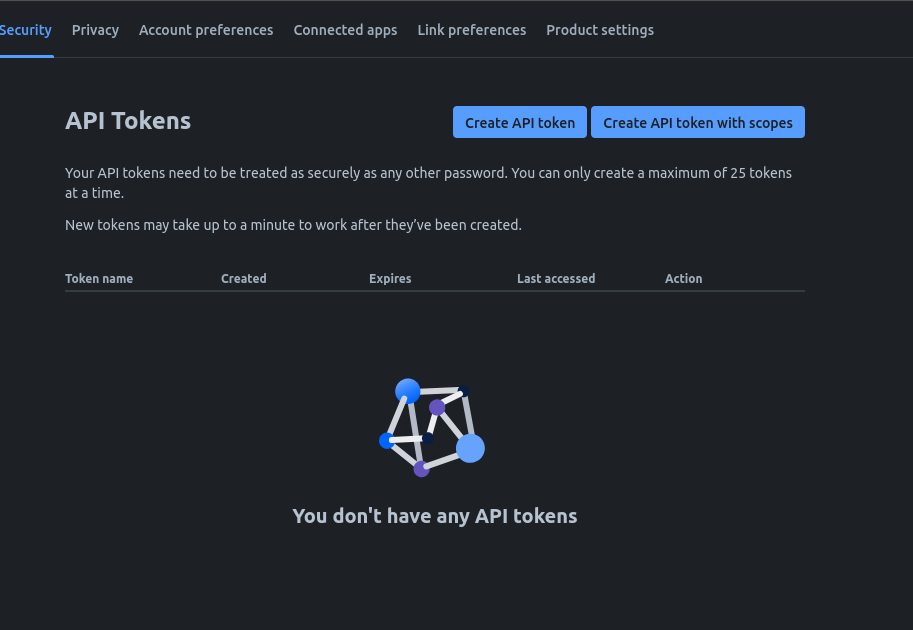 Security Privacy Account preferences Connected apps Link preferences Product settings
API Tokens
Create API token Create API token with scopes
Your API tokens need to be treated as securely as any other password. You can only create a maximum of 25 tokens
at a time.
New tokens may take up to a minute to work after they’ve been created.
Token name Created Expires Last accessed Action
You don't have any API tokens